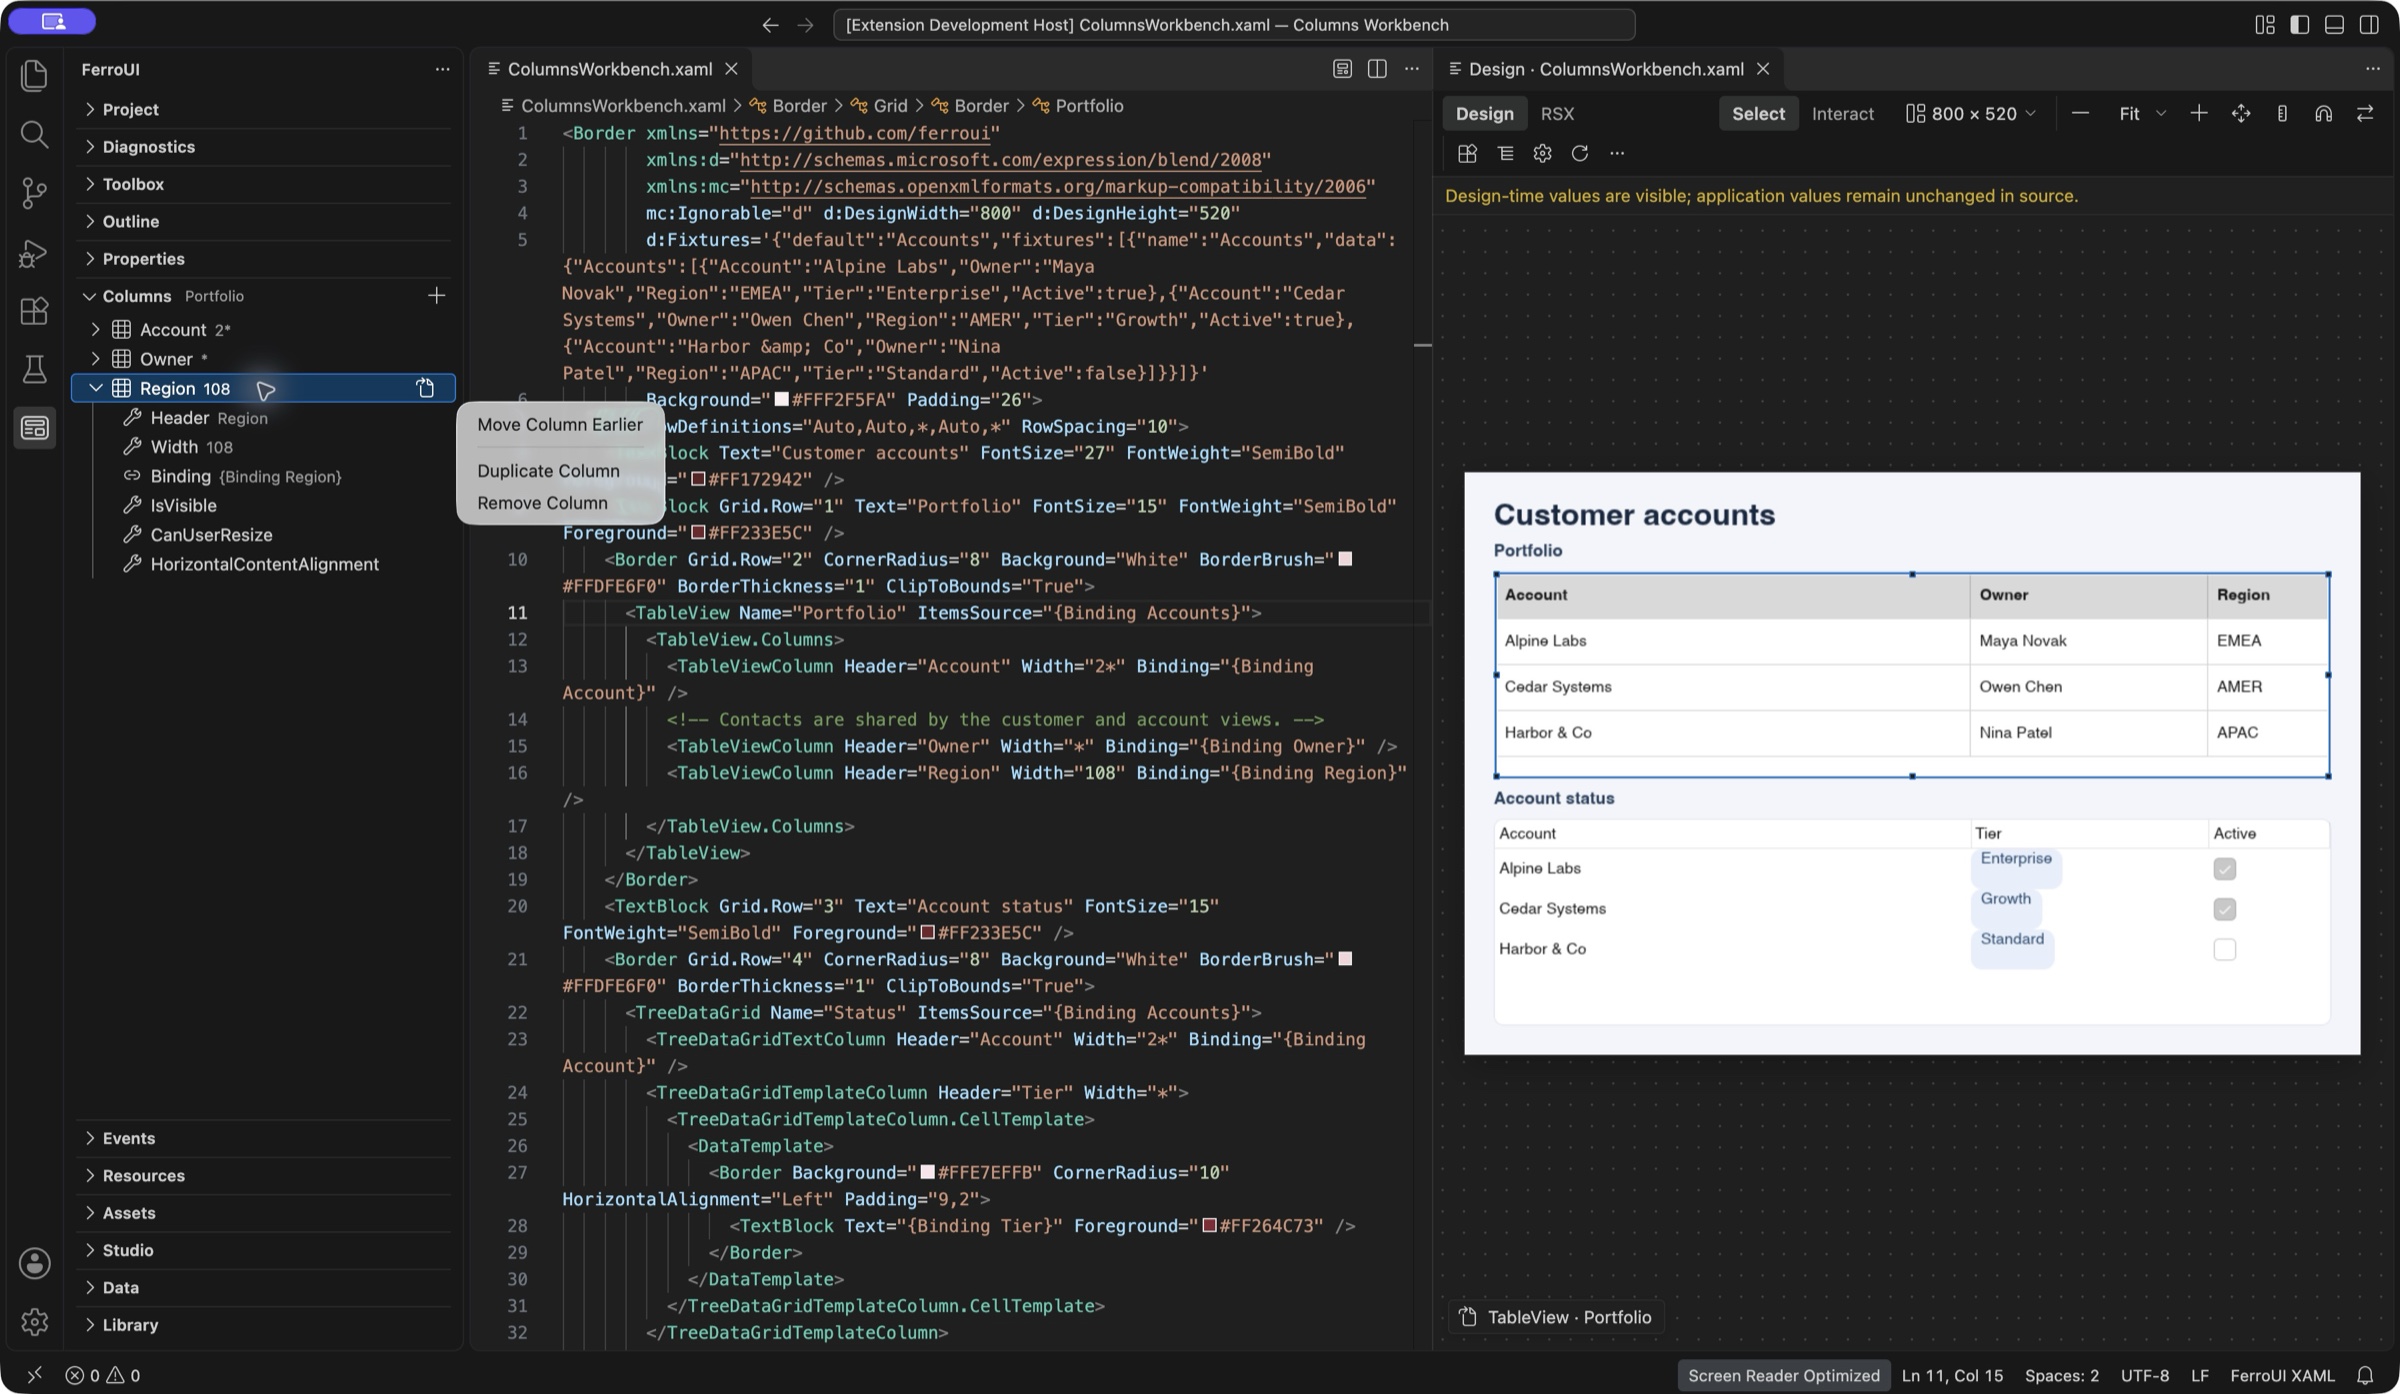 [Extension Development Host] ColumnsWorkbench.xaml — Columns Workbench
FerroUI
Project
Diagnostics
Toolbox
Outline
Properties
Columns Portfolio
Account 2*
Owner *
Region 108
Header Region
Width 108
Binding {Binding Region}
IsVisible
CanUserResize
HorizontalContentAlignment
Events
Resources
Assets
Studio
Data
Library
Move Column Earlier
Duplicate Column
Remove Column
ColumnsWorkbench.xaml
ColumnsWorkbench.xaml > Border > Grid > Border > Portfolio
1 <Border xmlns="https://github.com/ferroui"
2 xmlns:d="http://schemas.microsoft.com/expression/blend/2008"
3 xmlns:mc="http://schemas.openxmlformats.org/markup-compatibility/2006"
4 mc:Ignorable="d" d:DesignWidth="800" d:DesignHeight="520"
5 d:Fixtures='{"default":"Accounts","fixtures":[{"name":"Accounts","data":
{"Accounts":[{"Account":"Alpine Labs","Owner":"Maya
Novak","Region":"EMEA","Tier":"Enterprise","Active":true},{"Account":"Cedar
Systems","Owner":"Owen Chen","Region":"AMER","Tier":"Growth","Active":true},
{"Account":"Harbor &amp; Co","Owner":"Nina
Patel","Region":"APAC","Tier":"Standard","Active":false}]}}]}'
6 Background="#FFF2F5FA" Padding="26">
wDefinitions="Auto,Auto,*,Auto,*" RowSpacing="10">
lock Text="Customer accounts" FontSize="27" FontWeight="SemiBold"
="#FF172942" />
lock Grid.Row="1" Text="Portfolio" FontSize="15" FontWeight="SemiBold"
Foreground="#FF233E5C" />
10 <Border Grid.Row="2" CornerRadius="8" Background="White" BorderBrush="
#FFDFE6F0" BorderThickness="1" ClipToBounds="True">
11 <TableView Name="Portfolio" ItemsSource="{Binding Accounts}">
12 <TableView.Columns>
13 <TableViewColumn Header="Account" Width="2*" Binding="{Binding
Account}" />
14 <!-- Contacts are shared by the customer and account views. -->
15 <TableViewColumn Header="Owner" Width="*" Binding="{Binding Owner}" />
16 <TableViewColumn Header="Region" Width="108" Binding="{Binding Region}"
/>
17 </TableView.Columns>
18 </TableView>
19 </Border>
20 <TextBlock Grid.Row="3" Text="Account status" FontSize="15"
FontWeight="SemiBold" Foreground="#FF233E5C" />
21 <Border Grid.Row="4" CornerRadius="8" Background="White" BorderBrush="
#FFDFE6F0" BorderThickness="1" ClipToBounds="True">
22 <TreeDataGrid Name="Status" ItemsSource="{Binding Accounts}">
23 <TreeDataGridTextColumn Header="Account" Width="2*" Binding="{Binding
Account}" />
24 <TreeDataGridTemplateColumn Header="Tier" Width="*">
25 <TreeDataGridTemplateColumn.CellTemplate>
26 <DataTemplate>
27 <Border Background="#FFE7EFFB" CornerRadius="10"
HorizontalAlignment="Left" Padding="9,2">
28 <TextBlock Text="{Binding Tier}" Foreground="#FF264C73" />
29 </Border>
30 </DataTemplate>
31 </TreeDataGridTemplateColumn.CellTemplate>
32 </TreeDataGridTemplateColumn>
Design · ColumnsWorkbench.xaml
Design RSX Select Interact 800 × 520 Fit
Design-time values are visible; application values remain unchanged in source.
Customer accounts
Portfolio
Account Owner Region
Alpine Labs Maya Novak EMEA
Cedar Systems Owen Chen AMER
Harbor & Co Nina Patel APAC
Account status
Account Tier Active
Alpine Labs Enterprise
Cedar Systems Growth
Harbor & Co Standard
TableView · Portfolio
0 0
Screen Reader Optimized Ln 11, Col 15 Spaces: 2 UTF-8 LF FerroUI XAML